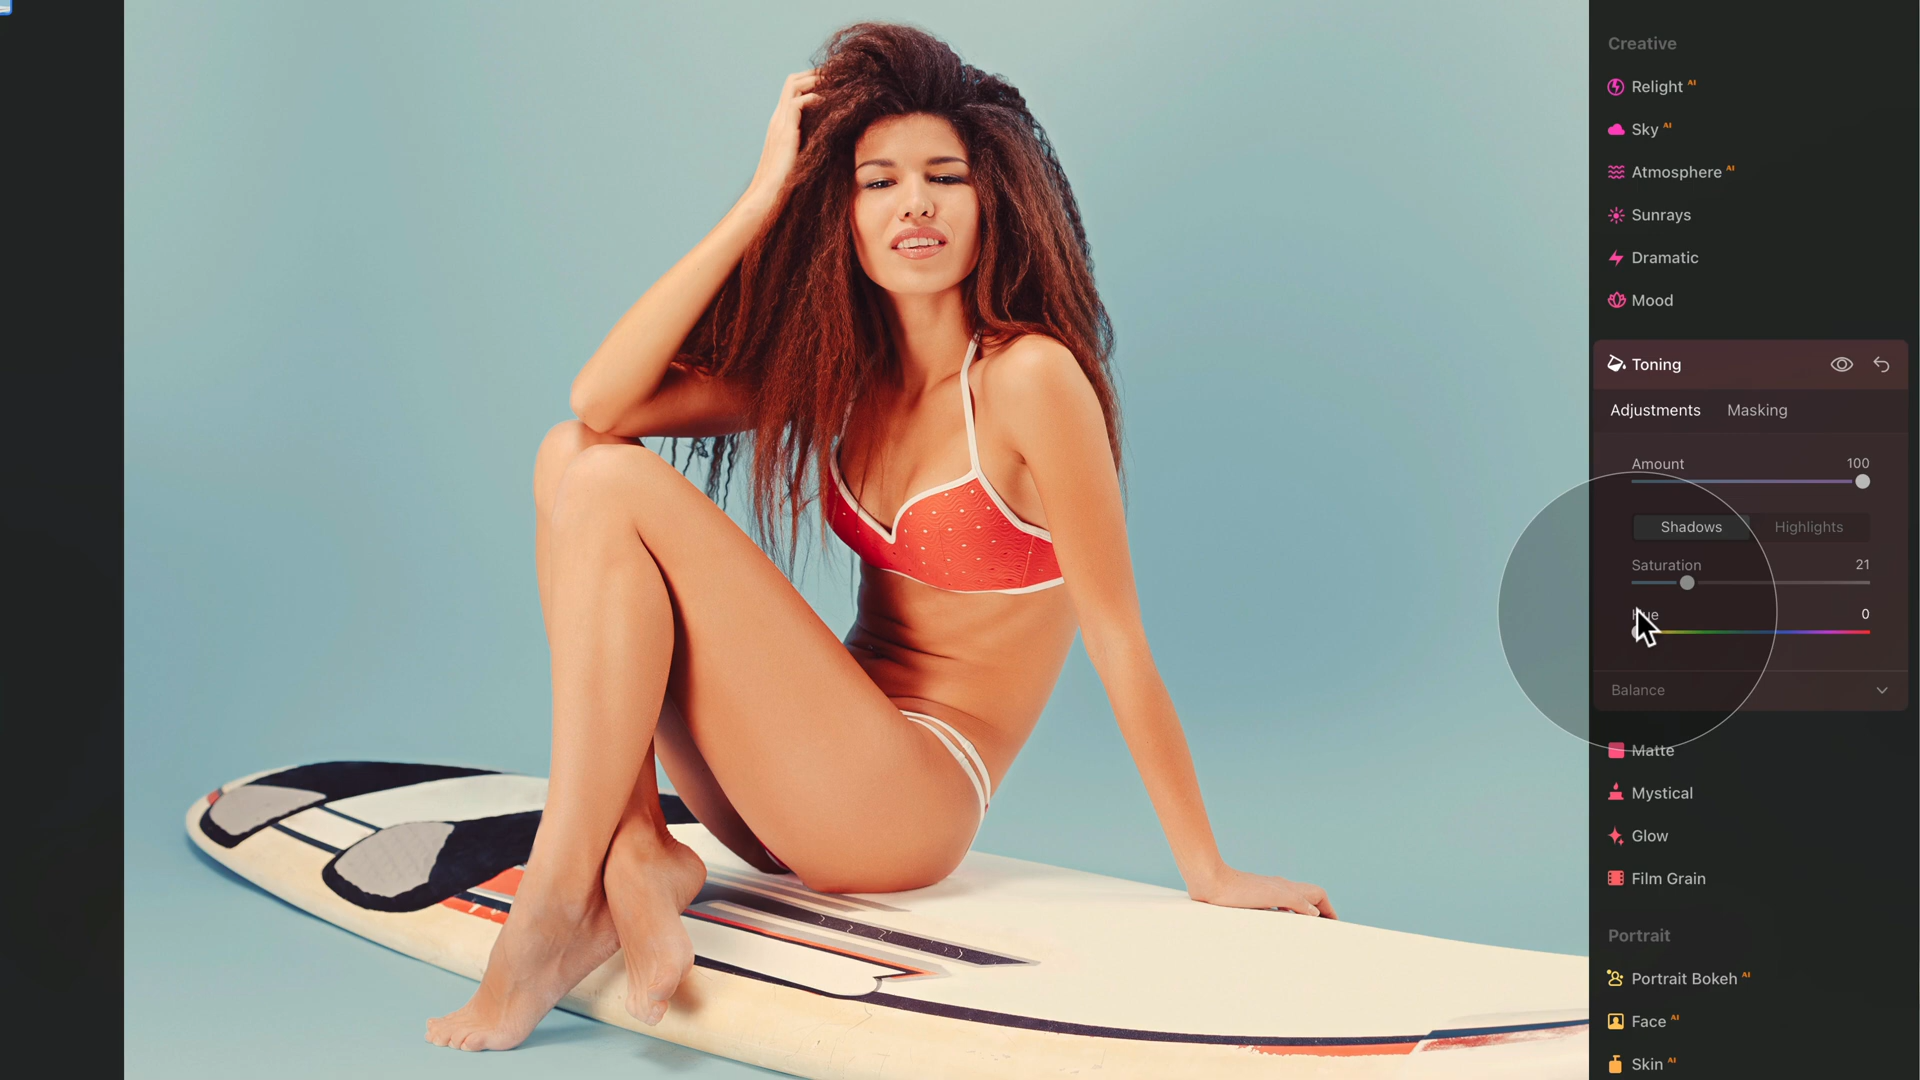 Creative
Relight AI
Sky AI
Atmosphere AI
Sunrays
Dramatic
Mood
Toning
Adjustments Masking
Amount 100
Shadows Highlights
Saturation 21
Hue 0
Balance
Matte
Mystical
Glow
Film Grain
Portrait
Portrait Bokeh AI
Face AI
Skin AI